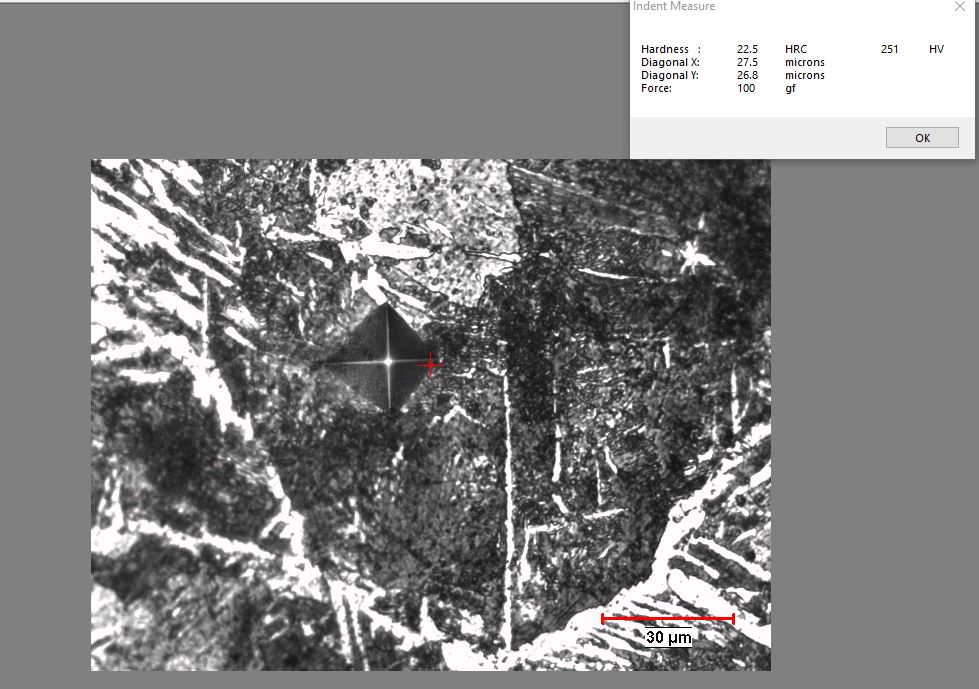 Indent Measure
Hardness : 22.5 HRC 251 HV
Diagonal X: 27.5 microns
Diagonal Y: 26.8 microns
Force: 100 gf
OK
30 µm